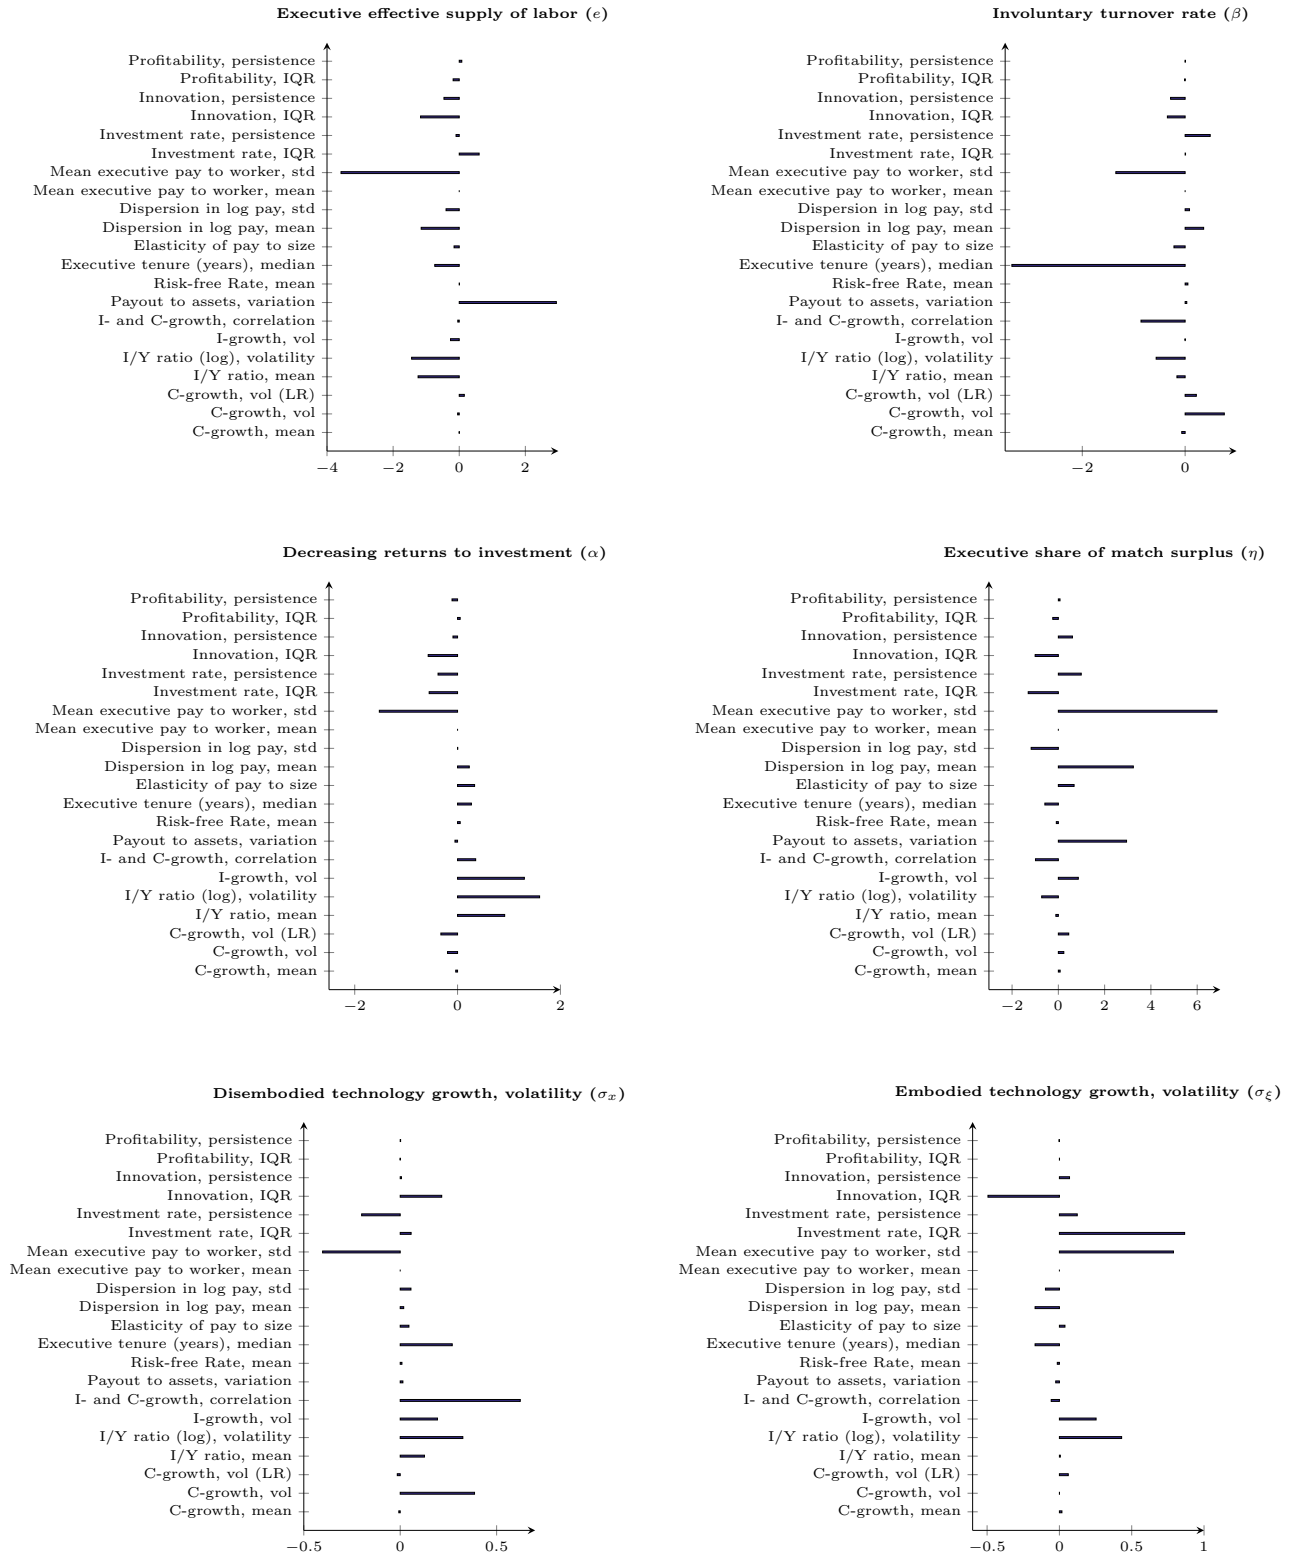 Executive effective supply of labor (e)
Profitability, persistence
Profitability, IQR
Innovation, persistence
Innovation, IQR
Investment rate, persistence
Investment rate, IQR
Mean executive pay to worker, std
Mean executive pay to worker, mean
Dispersion in log pay, std
Dispersion in log pay, mean
Elasticity of pay to size
Executive tenure (years), median
Risk-free Rate, mean
Payout to assets, variation
I- and C-growth, correlation
I-growth, vol
I/Y ratio (log), volatility
I/Y ratio, mean
C-growth, vol (LR)
C-growth, vol
C-growth, mean
−4 −2 0 2
Involuntary turnover rate (β)
Profitability, persistence
Profitability, IQR
Innovation, persistence
Innovation, IQR
Investment rate, persistence
Investment rate, IQR
Mean executive pay to worker, std
Mean executive pay to worker, mean
Dispersion in log pay, std
Dispersion in log pay, mean
Elasticity of pay to size
Executive tenure (years), median
Risk-free Rate, mean
Payout to assets, variation
I- and C-growth, correlation
I-growth, vol
I/Y ratio (log), volatility
I/Y ratio, mean
C-growth, vol (LR)
C-growth, vol
C-growth, mean
−2 0
Decreasing returns to investment (α)
Profitability, persistence
Profitability, IQR
Innovation, persistence
Innovation, IQR
Investment rate, persistence
Investment rate, IQR
Mean executive pay to worker, std
Mean executive pay to worker, mean
Dispersion in log pay, std
Dispersion in log pay, mean
Elasticity of pay to size
Executive tenure (years), median
Risk-free Rate, mean
Payout to assets, variation
I- and C-growth, correlation
I-growth, vol
I/Y ratio (log), volatility
I/Y ratio, mean
C-growth, vol (LR)
C-growth, vol
C-growth, mean
−2 0 2
Executive share of match surplus (η)
Profitability, persistence
Profitability, IQR
Innovation, persistence
Innovation, IQR
Investment rate, persistence
Investment rate, IQR
Mean executive pay to worker, std
Mean executive pay to worker, mean
Dispersion in log pay, std
Dispersion in log pay, mean
Elasticity of pay to size
Executive tenure (years), median
Risk-free Rate, mean
Payout to assets, variation
I- and C-growth, correlation
I-growth, vol
I/Y ratio (log), volatility
I/Y ratio, mean
C-growth, vol (LR)
C-growth, vol
C-growth, mean
−2 0 2 4 6
Disembodied technology growth, volatility (σx)
Profitability, persistence
Profitability, IQR
Innovation, persistence
Innovation, IQR
Investment rate, persistence
Investment rate, IQR
Mean executive pay to worker, std
Mean executive pay to worker, mean
Dispersion in log pay, std
Dispersion in log pay, mean
Elasticity of pay to size
Executive tenure (years), median
Risk-free Rate, mean
Payout to assets, variation
I- and C-growth, correlation
I-growth, vol
I/Y ratio (log), volatility
I/Y ratio, mean
C-growth, vol (LR)
C-growth, vol
C-growth, mean
−0.5 0 0.5
Embodied technology growth, volatility (σξ)
Profitability, persistence
Profitability, IQR
Innovation, persistence
Innovation, IQR
Investment rate, persistence
Investment rate, IQR
Mean executive pay to worker, std
Mean executive pay to worker, mean
Dispersion in log pay, std
Dispersion in log pay, mean
Elasticity of pay to size
Executive tenure (years), median
Risk-free Rate, mean
Payout to assets, variation
I- and C-growth, correlation
I-growth, vol
I/Y ratio (log), volatility
I/Y ratio, mean
C-growth, vol (LR)
C-growth, vol
C-growth, mean
−0.5 0 0.5 1